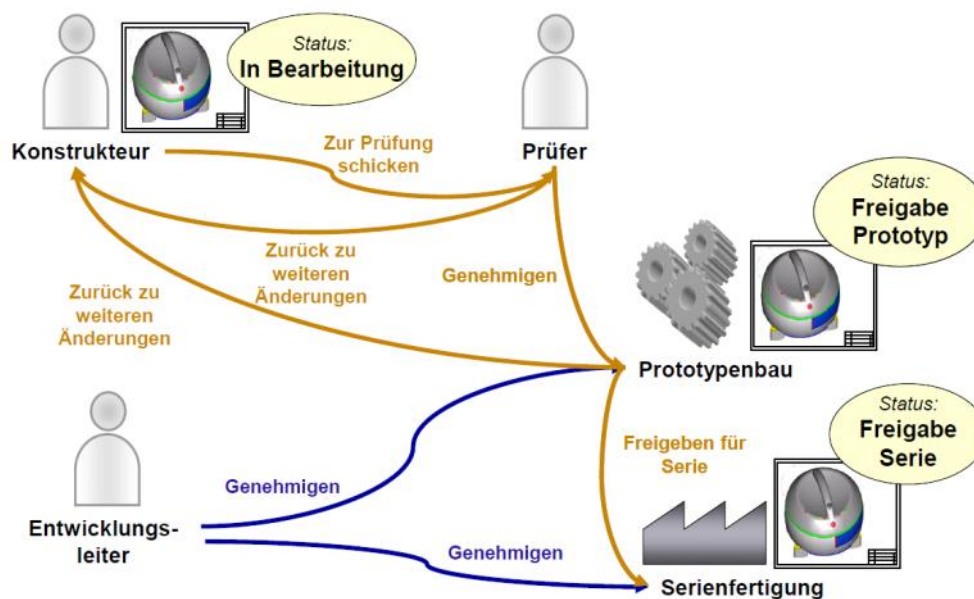 Status:
In Bearbeitung
Konstrukteur
Zur Prüfung
schicken
Prüfer
Status:
Freigabe
Prototyp
Zurück zu
weiteren
Änderungen
Zurück zu
weiteren
Änderungen
Genehmigen
Prototypenbau
Status:
Freigabe
Serie
Freigeben für
Serie
Genehmigen
Entwicklungs-
leiter
Genehmigen
Serienfertigung